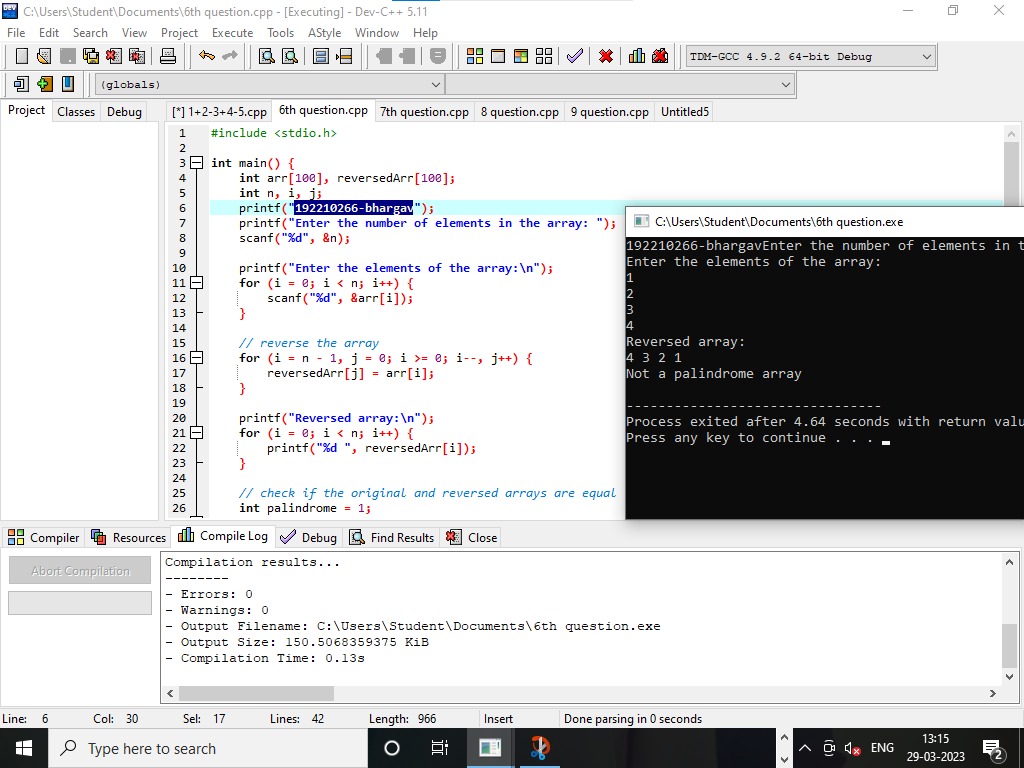 C:\Users\Student\Documents\6th question.cpp - [Executing] - Dev-C++ 5.11
File Edit Search View Project Execute Tools AStyle Window Help
TDM-GCC 4.9.2 64-bit Debug
(globals)
Project Classes Debug
[*] 1+2-3+4-5.cpp 6th question.cpp 7th question.cpp 8 question.cpp 9 question.cpp Untitled5
1 #include <stdio.h>
2
3 int main() {
4 int arr[100], reversedArr[100];
5 int n, i, j;
6 printf("192210266-bhargav");
7 printf("Enter the number of elements in the array: ");
8 scanf("%d", &n);
9
10 printf("Enter the elements of the array:\n");
11 for (i = 0; i < n; i++) {
12 scanf("%d", &arr[i]);
13 }
14
15 // reverse the array
16 for (i = n - 1, j = 0; i >= 0; i--, j++) {
17 reversedArr[j] = arr[i];
18 }
19
20 printf("Reversed array:\n");
21 for (i = 0; i < n; i++) {
22 printf("%d ", reversedArr[i]);
23 }
24
25 // check if the original and reversed arrays are equal
26 int palindrome = 1;
C:\Users\Student\Documents\6th question.exe
192210266-bhargavEnter the number of elements in t
Enter the elements of the array:
1
2
3
4
Reversed array:
4 3 2 1
Not a palindrome array
--------------------------------
Process exited after 4.64 seconds with return valu
Press any key to continue . . .
Compiler Resources Compile Log Debug Find Results Close
Abort Compilation
Compilation results...
--------
- Errors: 0
- Warnings: 0
- Output Filename: C:\Users\Student\Documents\6th question.exe
- Output Size: 150.5068359375 KiB
- Compilation Time: 0.13s
Line: 6 Col: 30 Sel: 17 Lines: 42 Length: 966 Insert Done parsing in 0 seconds
Type here to search
ENG
13:15
29-03-2023
2